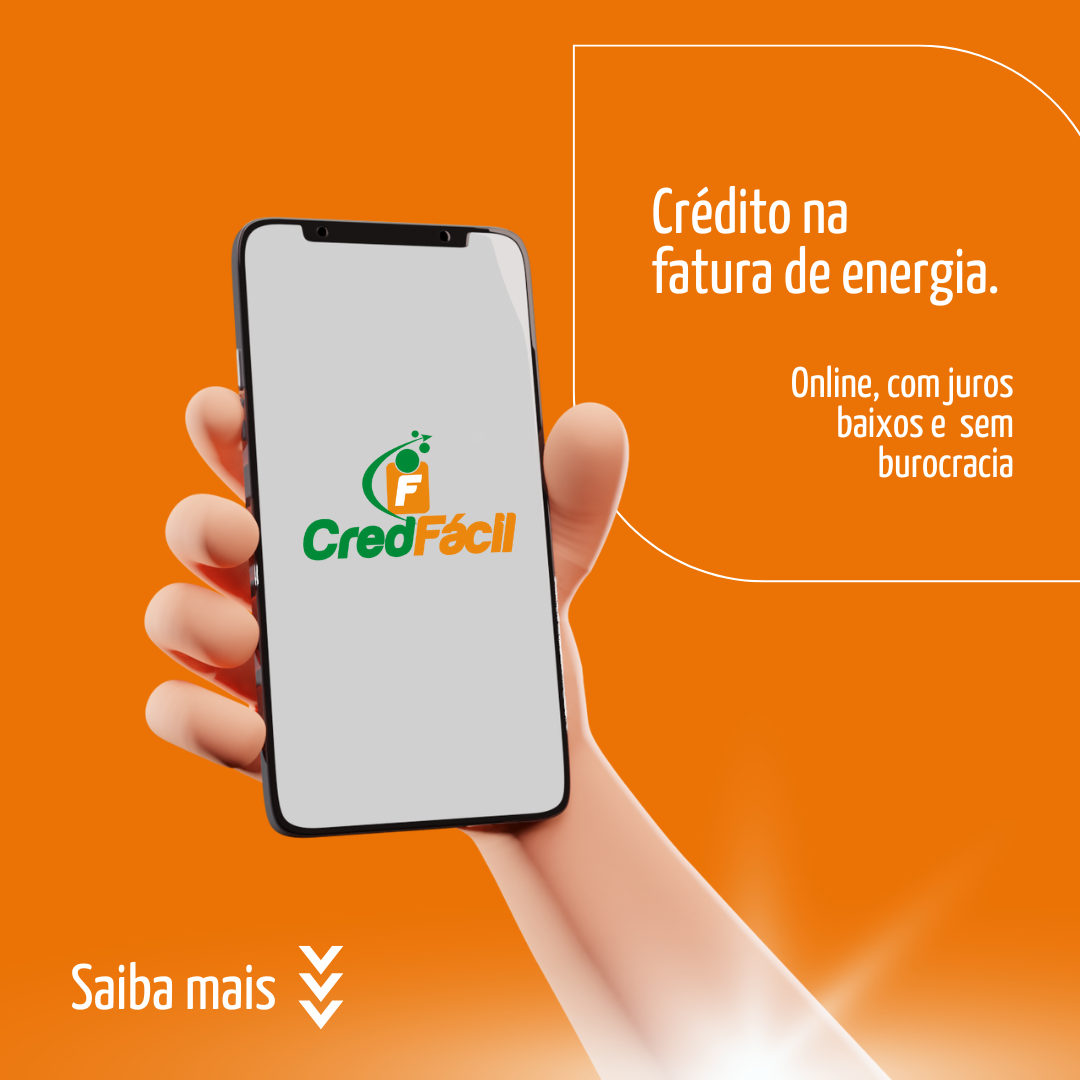 Crédito na
fatura de energia.
Online, com juros
baixos e sem
burocracia
F
CredFácil
Saiba mais